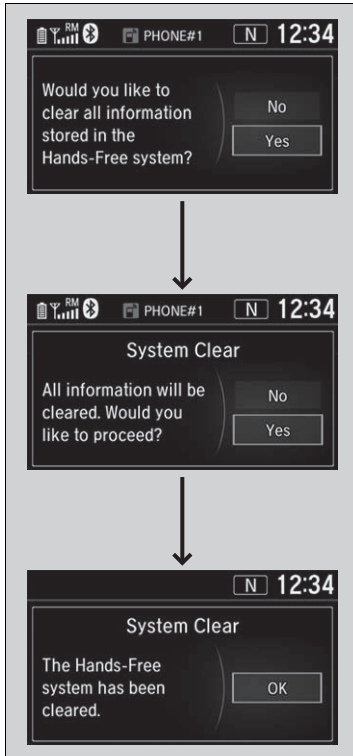 RM PHONE#1 N 12:34
Would you like to
clear all information
stored in the
Hands-Free system?
No
Yes
RM PHONE#1 N 12:34
System Clear
All information will be
cleared. Would you
like to proceed?
No
Yes
N 12:34
System Clear
The Hands-Free
system has been
cleared.
OK